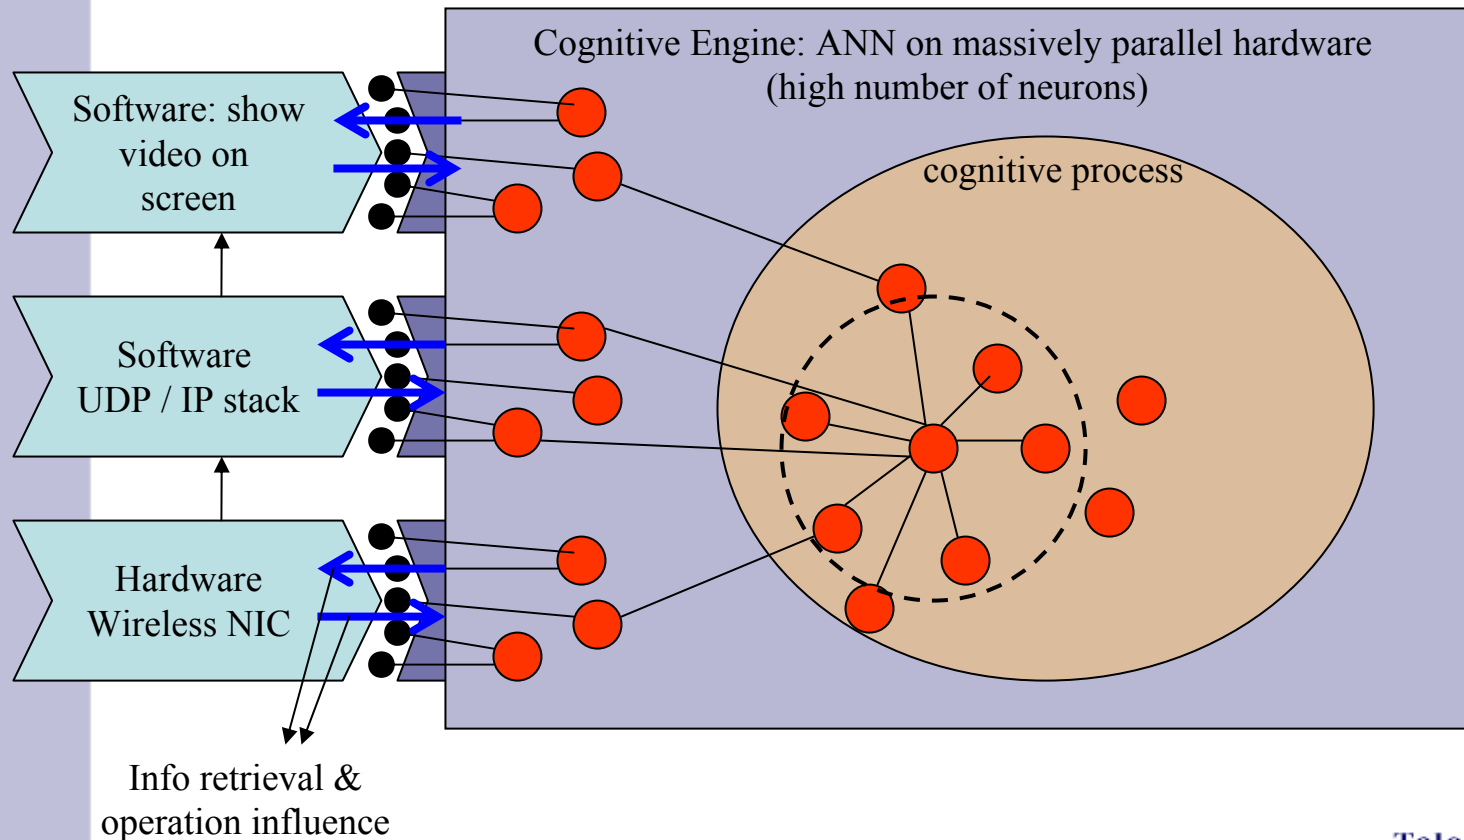 Cognitive Engine: ANN on massively parallel hardware
(high number of neurons)
cognitive process
Software: show
video on
screen
Software
UDP / IP stack
Hardware
Wireless NIC
Info retrieval &
operation influence